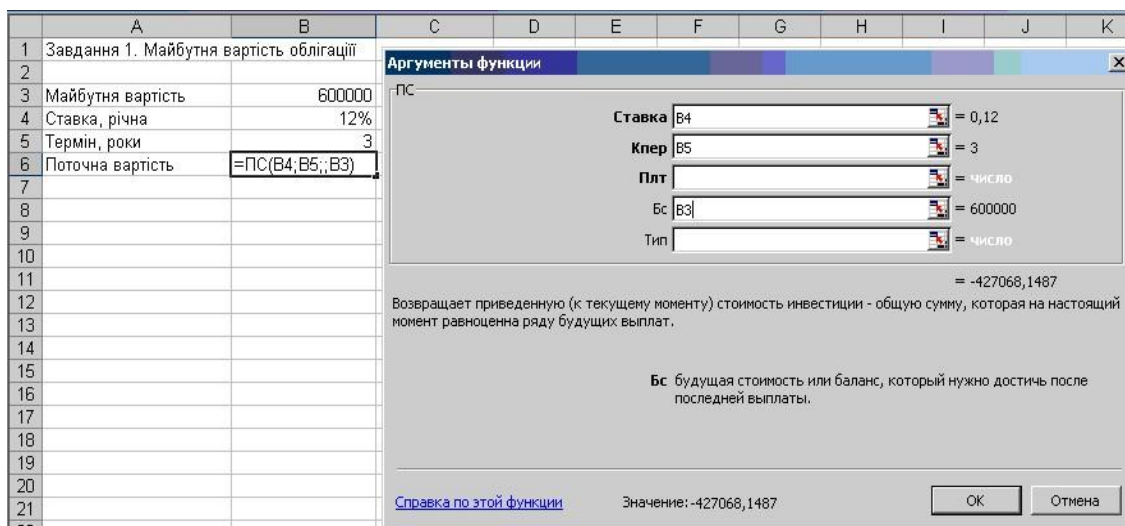 A B C D E F G H I J K
1 Завдання 1. Майбутня вартість облігаціїї
2
3 Майбутня вартість 600000
4 Ставка, річна 12%
5 Термін, роки 3
6 Поточна вартість =ПС(B4;B5;;B3)
7
8
9
10
11
12
13
14
15
16
17
18
19
20
21
Аргументы функции
ПС
Ставка B4 = 0,12
Кпер B5 = 3
Плт = число
Бс B3 = 600000
Тип = число
= -427068,1487
Возвращает приведенную (к текущему моменту) стоимость инвестиции - общую сумму, которая на настоящий
момент равноценна ряду будущих выплат.
Бс будущая стоимость или баланс, который нужно достичь после
последней выплаты.
Справка по этой функции Значение:-427068,1487 OK Отмена